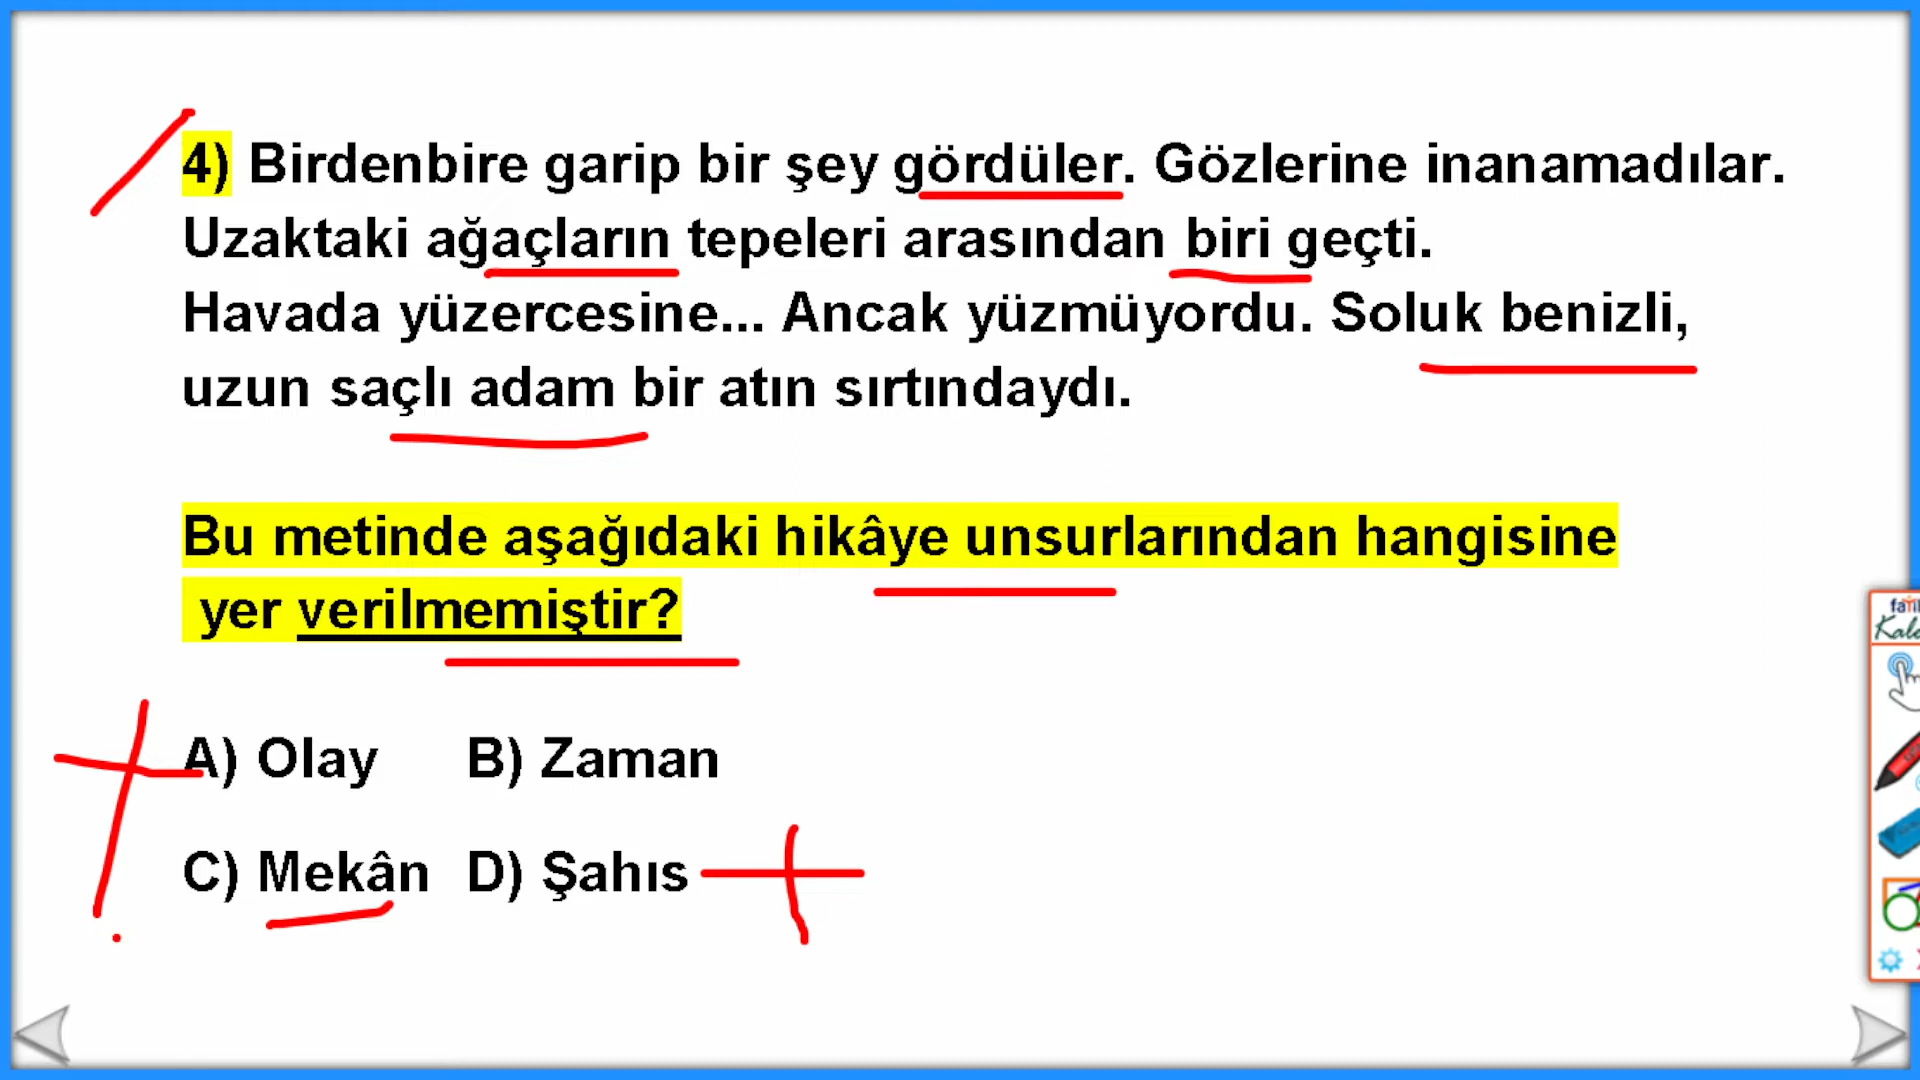 4) Birdenbire garip bir şey gördüler. Gözlerine inanamadılar.
Uzaktaki ağaçların tepeleri arasından biri geçti.
Havada yüzercesine... Ancak yüzmüyordu. Soluk benizli,
uzun saçlı adam bir atın sırtındaydı.
Bu metinde aşağıdaki hikâye unsurlarından hangisine
yer verilmemiştir?
A) Olay B) Zaman
C) Mekân D) Şahıs